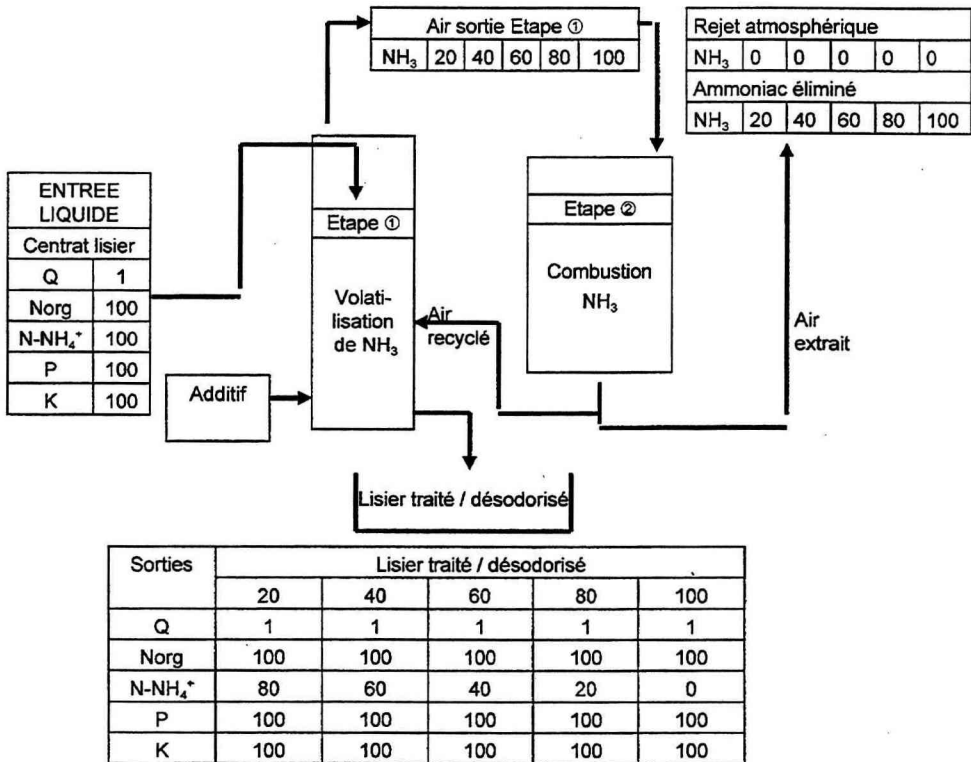 Air sortie Etape ①
NH₃ 20 40 60 80 100
Rejet atmosphérique
NH₃ 0 0 0 0 0
Ammoniac éliminé
NH₃ 20 40 60 80 100
ENTREE
LIQUIDE
Centrat lisier
Q 1
Norg 100
N-NH₄⁺ 100
P 100
K 100
Etape ①
Volati-
lisation
de NH₃
Additif
Air
recyclé
Etape ②
Combustion
NH₃
Air
extrait
Lisier traité / désodorisé
Sorties Lisier traité / désodorisé
20 40 60 80 100
Q 1 1 1 1 1
Norg 100 100 100 100 100
N-NH₄⁺ 80 60 40 20 0
P 100 100 100 100 100
K 100 100 100 100 100